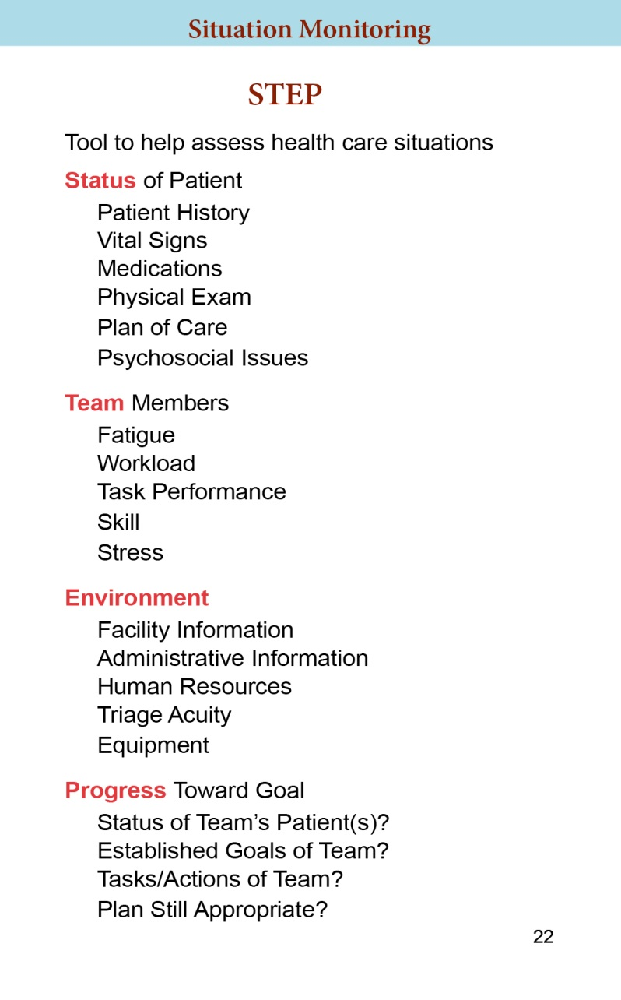 Situation Monitoring
STEP
Tool to help assess health care situations
Status of Patient
Patient History
Vital Signs
Medications
Physical Exam
Plan of Care
Psychosocial Issues
Team Members
Fatigue
Workload
Task Performance
Skill
Stress
Environment
Facility Information
Administrative Information
Human Resources
Triage Acuity
Equipment
Progress Toward Goal
Status of Team’s Patient(s)?
Established Goals of Team?
Tasks/Actions of Team?
Plan Still Appropriate?
22